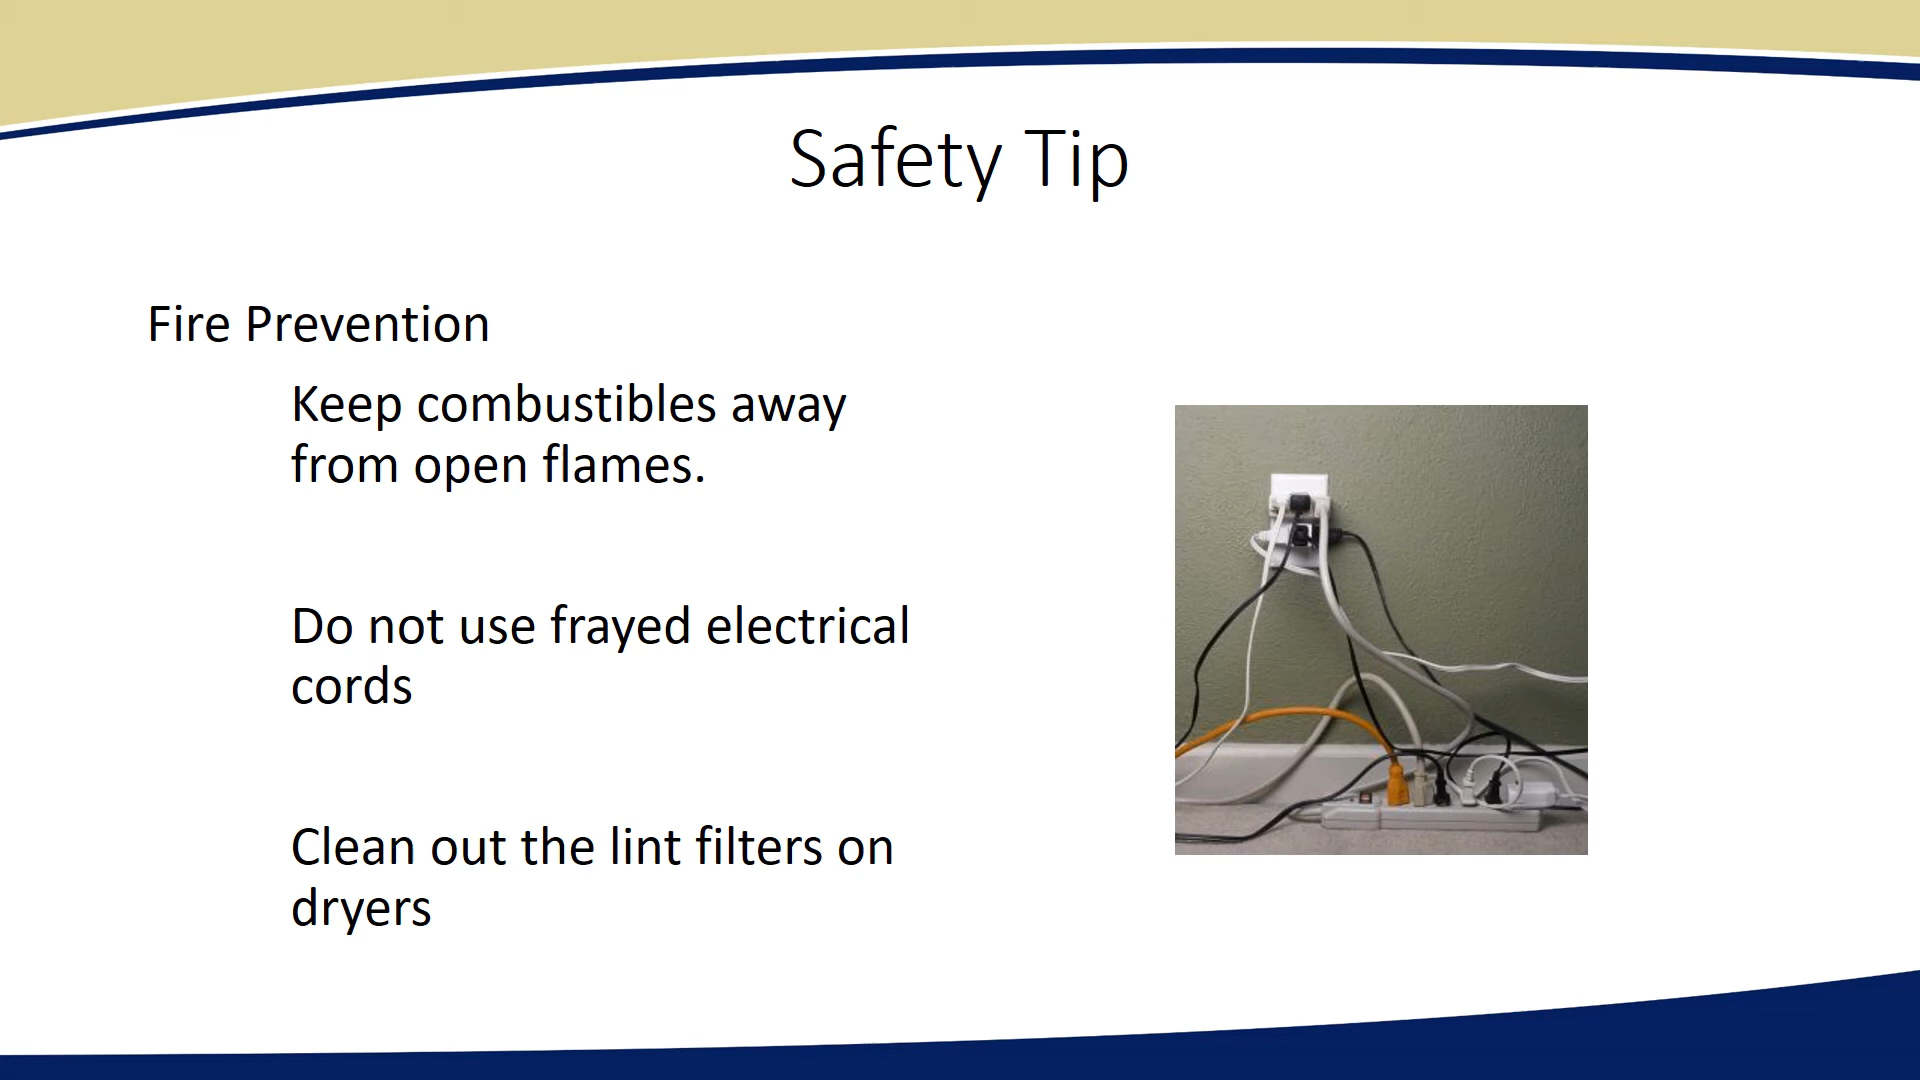 Safety Tip
Fire Prevention
Keep combustibles away
from open flames.
Do not use frayed electrical
cords
Clean out the lint filters on
dryers